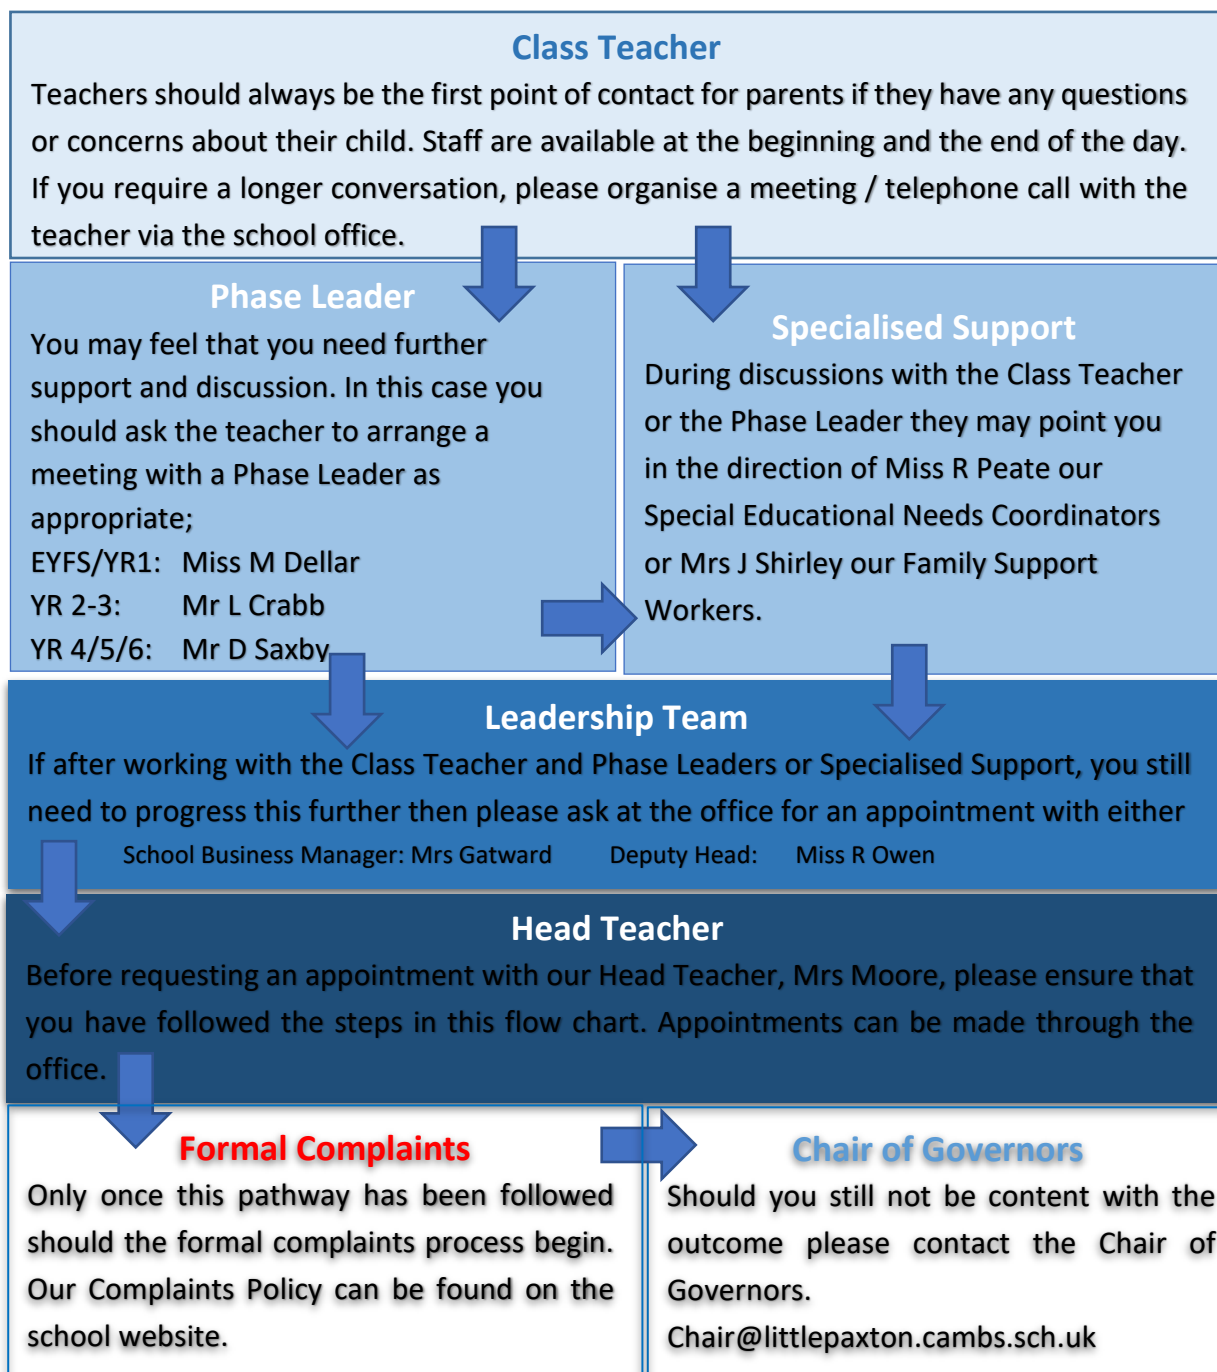 Class Teacher
Teachers should always be the first point of contact for parents if they have any questions
or concerns about their child. Staff are available at the beginning and the end of the day.
If you require a longer conversation, please organise a meeting / telephone call with the
teacher via the school office.
Phase Leader
You may feel that you need further
support and discussion. In this case you
should ask the teacher to arrange a
meeting with a Phase Leader as
appropriate;
EYFS/YR1: Miss M Dellar
YR 2-3: Mr L Crabb
YR 4/5/6: Mr D Saxby
Specialised Support
During discussions with the Class Teacher
or the Phase Leader they may point you
in the direction of Miss R Peate our
Special Educational Needs Coordinators
or Mrs J Shirley our Family Support
Workers.
Leadership Team
If after working with the Class Teacher and Phase Leaders or Specialised Support, you still
need to progress this further then please ask at the office for an appointment with either
School Business Manager: Mrs Gatward Deputy Head: Miss R Owen
Head Teacher
Before requesting an appointment with our Head Teacher, Mrs Moore, please ensure that
you have followed the steps in this flow chart. Appointments can be made through the
office.
Formal Complaints
Only once this pathway has been followed
should the formal complaints process begin.
Our Complaints Policy can be found on the
school website.
Chair of Governors
Should you still not be content with the
outcome please contact the Chair of
Governors.
Chair@littlepaxton.cambs.sch.uk